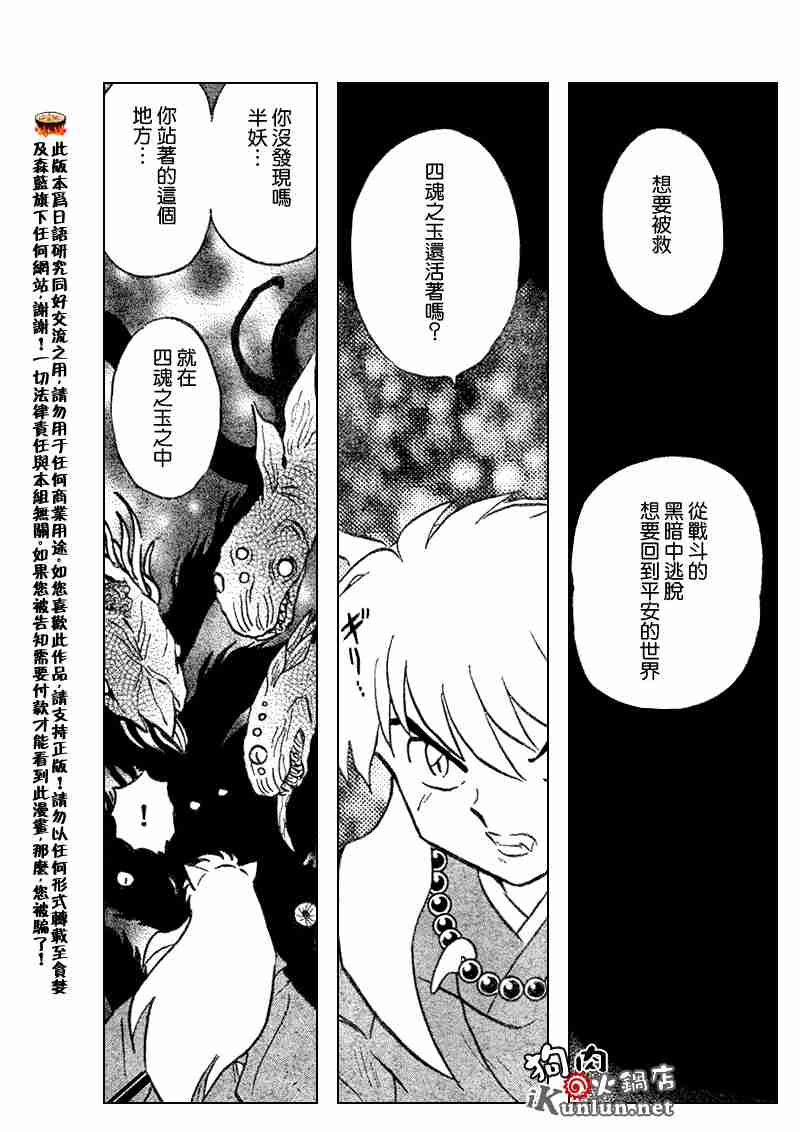 想要被救
從戰斗的
黑暗中逃脫
想要回到平安的世界
四魂之玉還活著嗎?
ギリ…
你沒發現嗎
半妖…
你站著的這個
地方…
就在
四魂之玉之中
!
此版本爲日語研究同好交流之用，請勿用于任何商業用途。如您喜歡此作品，請支持正版！請勿以任何形式轉載至貪婪
及森藍旗下任何網站，謝謝！一切法律責任與本組無關。如果您被告知需要付款才能看到此漫畫，那麼，您被騙了！
狗肉
火鍋店
iKunlun.net